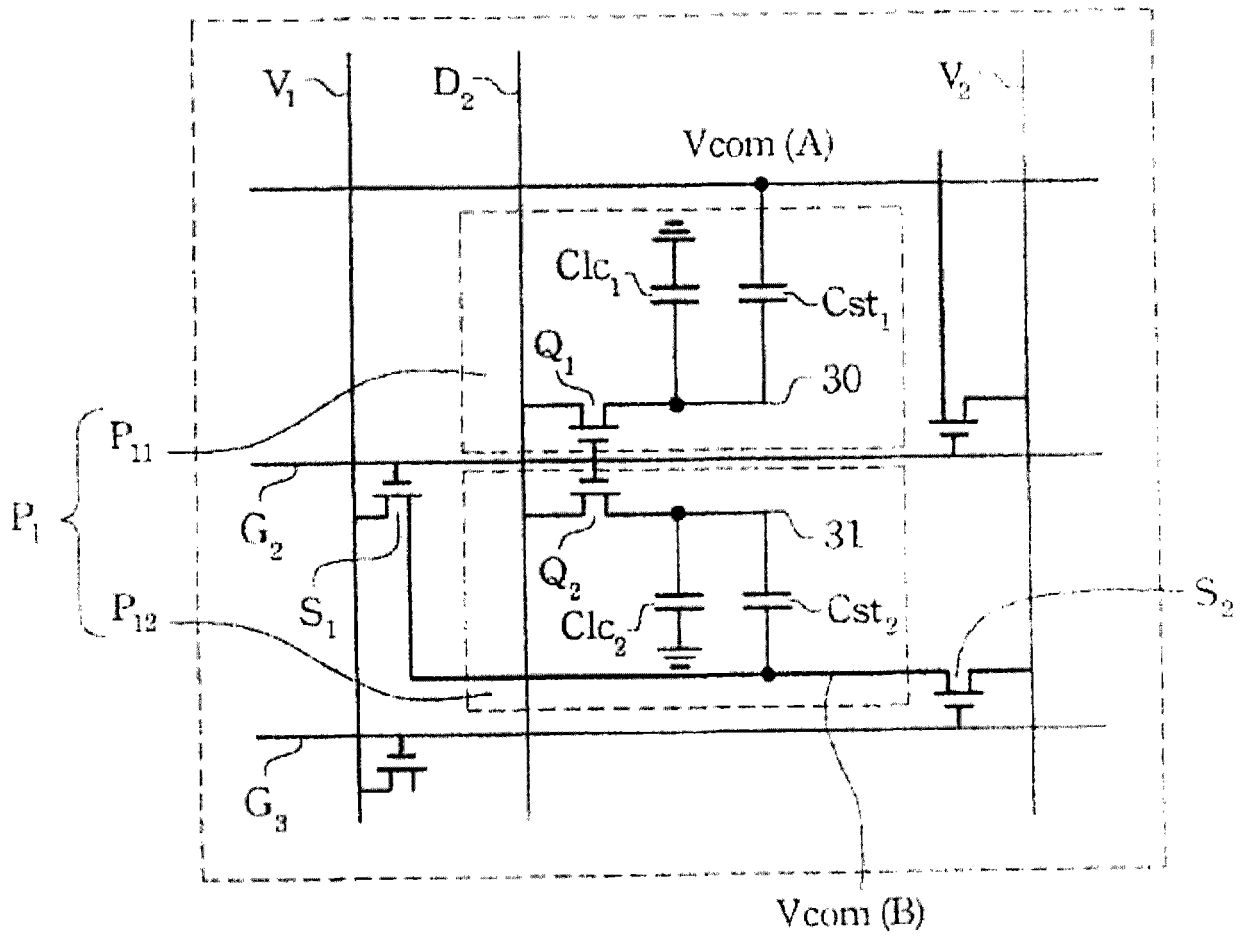 V₁
D₂
V₂
Vcom (A)
Clc₁
Cst₁
Q₁
30
P₁₁
P₁
G₂
31
Q₂
S₁
S₂
P₁₂
Clc₂
Cst₂
G₃
Vcom (B)